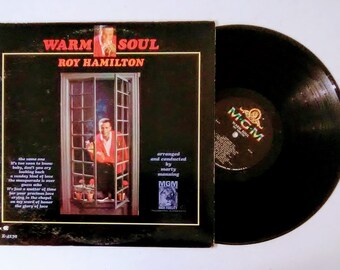 WARM SOUL
ROY HAMILTON
the sane one
it's too soon to know
baby, don't you cry
looking back
a sunday kind of love
the masquerade is over
guess who
it's just a matter of time
for your precious love
crying in the chapel
on my word of honor
the glory of love
arranged
and conducted
by
marty
manning
MGM
MGM